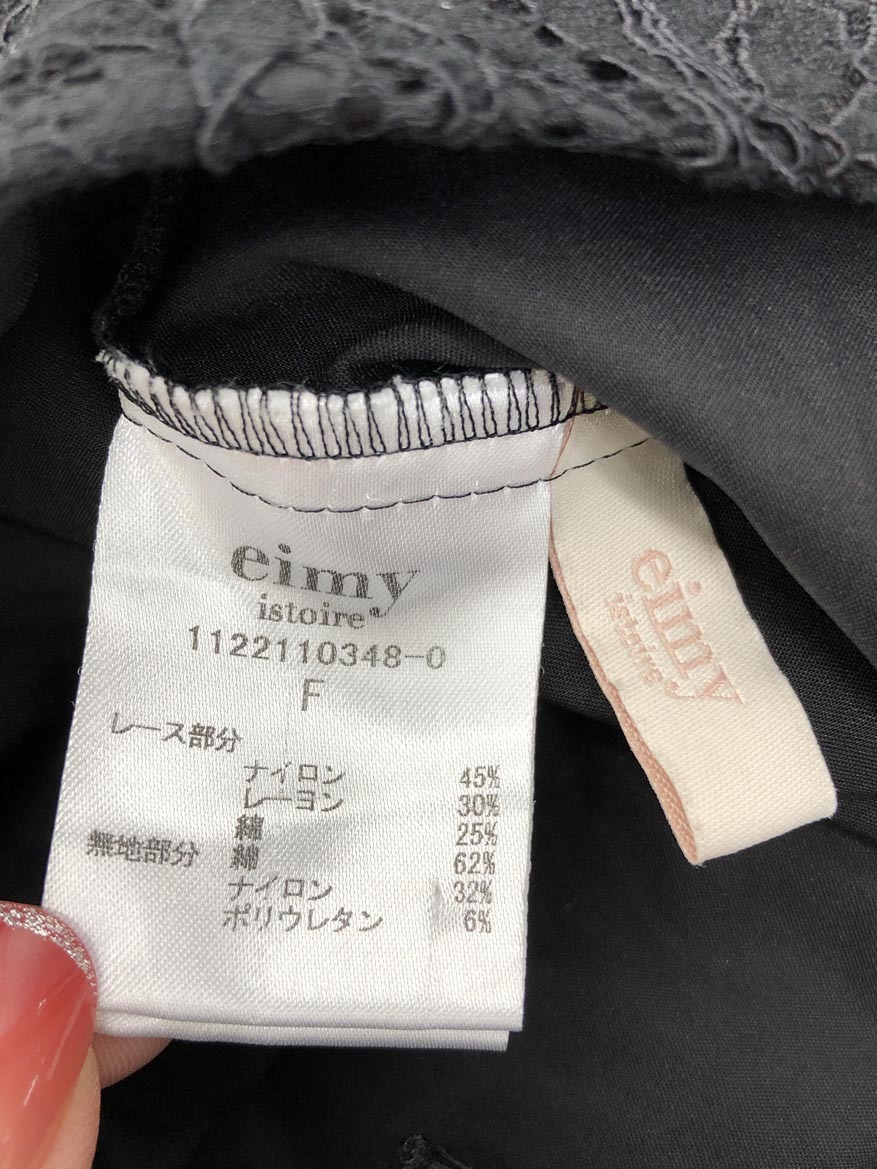 eimy
istoire
1122110348-0
F
レース部分
ナイロン 45%
レーヨン 30%
綿 25%
無地部分 綿 62%
ナイロン 32%
ポリウレタン 6%
eimy
istoire